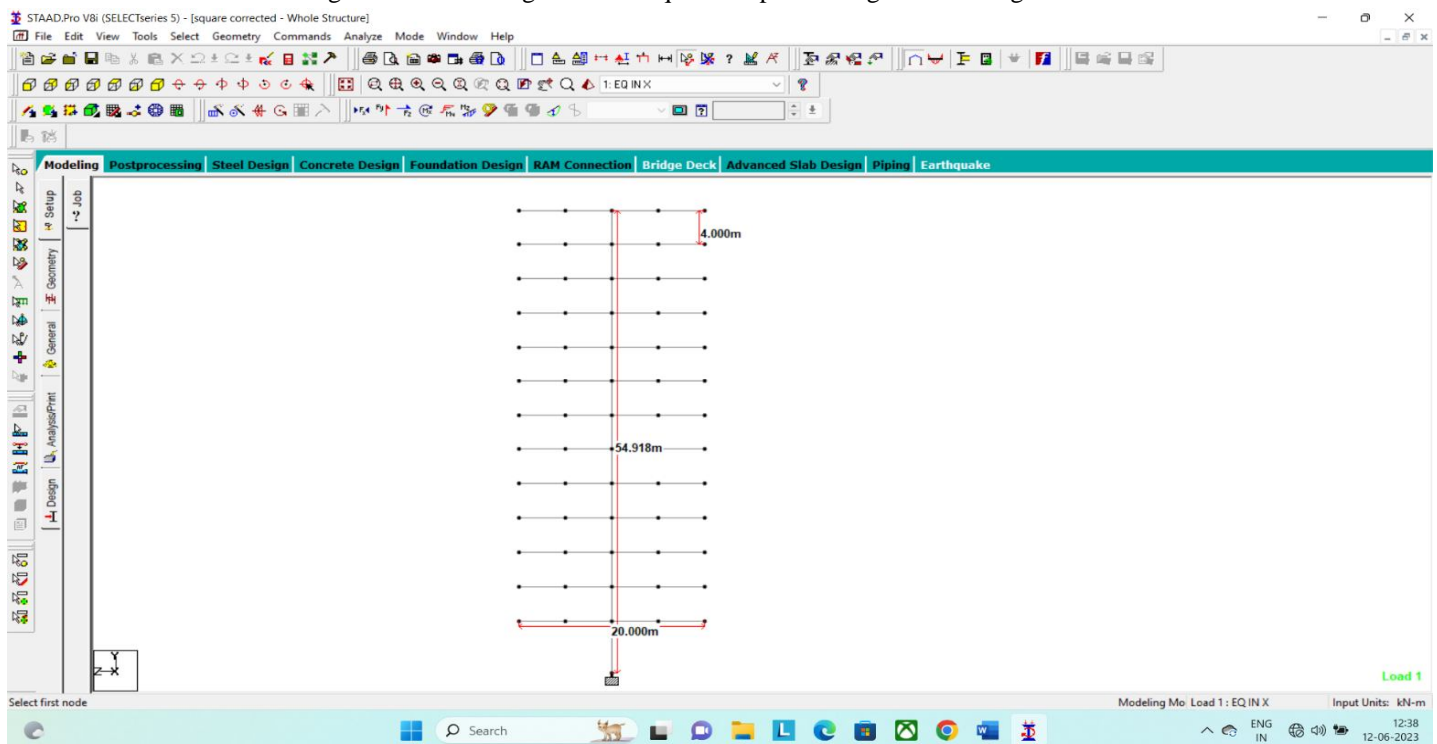 STAAD.Pro V8i (SELECTseries 5) - [square corrected - Whole Structure]
File Edit View Tools Select Geometry Commands Analyze Mode Window Help
1: EQ IN X
Modeling Postprocessing Steel Design Concrete Design Foundation Design RAM Connection Bridge Deck Advanced Slab Design Piping Earthquake
Setup
Job
Geometry
General
Analysis/Print
Design
4.000m
54.918m
20.000m
Y
Z X
Load 1
Select first node
Modeling Mo Load 1 : EQ IN X Input Units: kN-m
Search
ENG
IN
12:38
12-06-2023